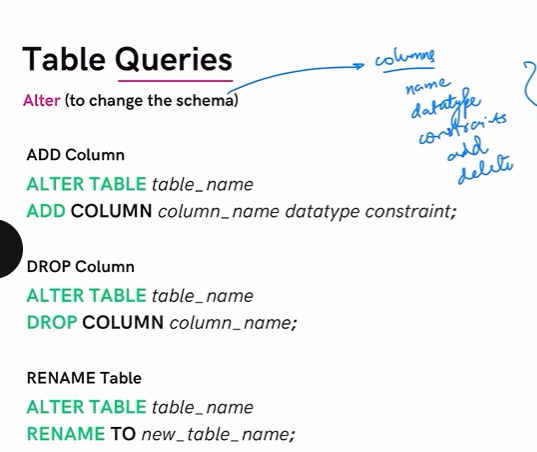 Table Queries
Alter (to change the schema)
columns
name
datatype
constraints
add
delete
ADD Column
ALTER TABLE table_name
ADD COLUMN column_name datatype constraint;
DROP Column
ALTER TABLE table_name
DROP COLUMN column_name;
RENAME Table
ALTER TABLE table_name
RENAME TO new_table_name;